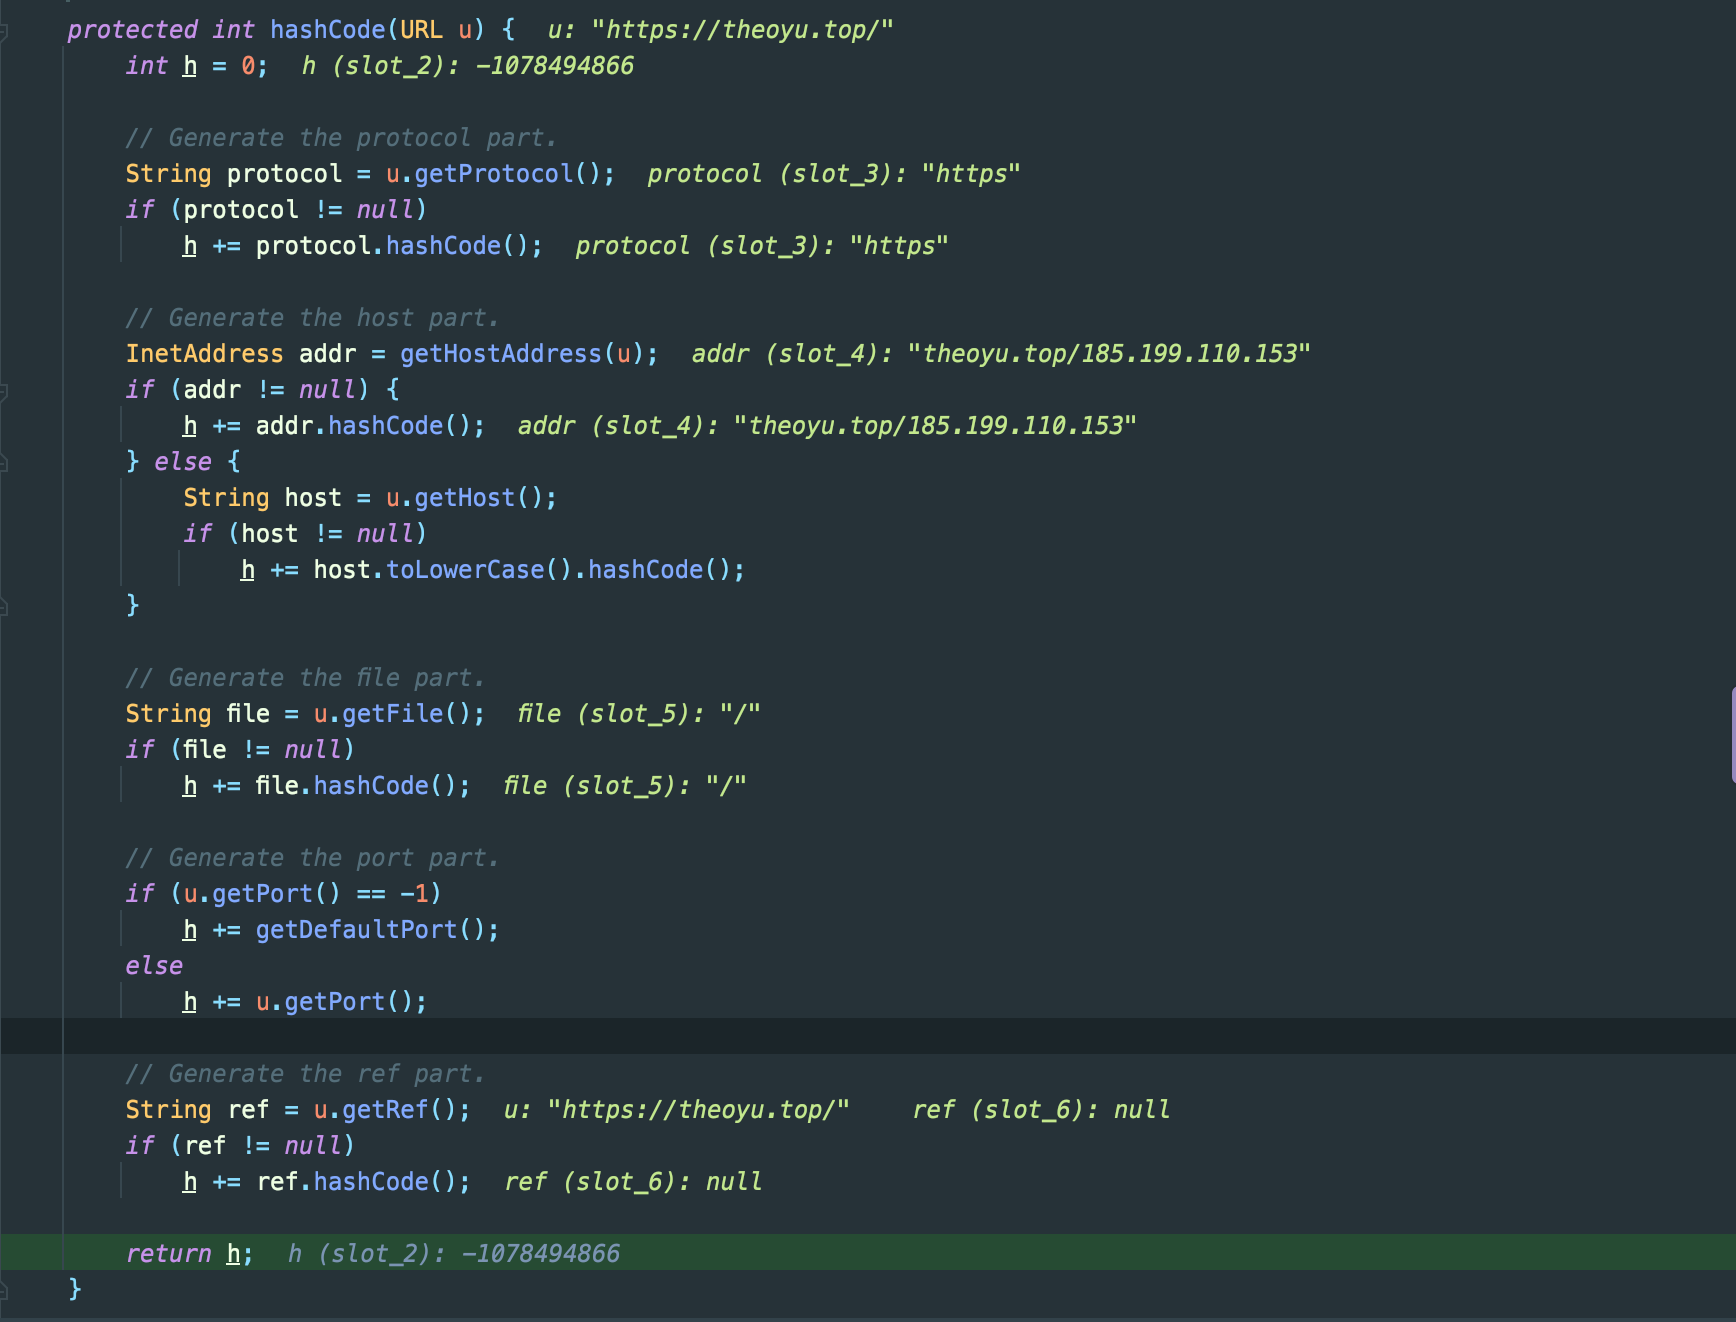 protected int hashCode(URL u) {  u: "https://theoyu.top/"
    int h = 0;  h (slot_2): -1078494866

    // Generate the protocol part.
    String protocol = u.getProtocol();  protocol (slot_3): "https"
    if (protocol != null)
        h += protocol.hashCode();  protocol (slot_3): "https"

    // Generate the host part.
    InetAddress addr = getHostAddress(u);  addr (slot_4): "theoyu.top/185.199.110.153"
    if (addr != null) {
        h += addr.hashCode();  addr (slot_4): "theoyu.top/185.199.110.153"
    } else {
        String host = u.getHost();
        if (host != null)
            h += host.toLowerCase().hashCode();
    }

    // Generate the file part.
    String file = u.getFile();  file (slot_5): "/"
    if (file != null)
        h += file.hashCode();  file (slot_5): "/"

    // Generate the port part.
    if (u.getPort() == -1)
        h += getDefaultPort();
    else
        h += u.getPort();

    // Generate the ref part.
    String ref = u.getRef();  u: "https://theoyu.top/"    ref (slot_6): null
    if (ref != null)
        h += ref.hashCode();  ref (slot_6): null

    return h;  h (slot_2): -1078494866
}